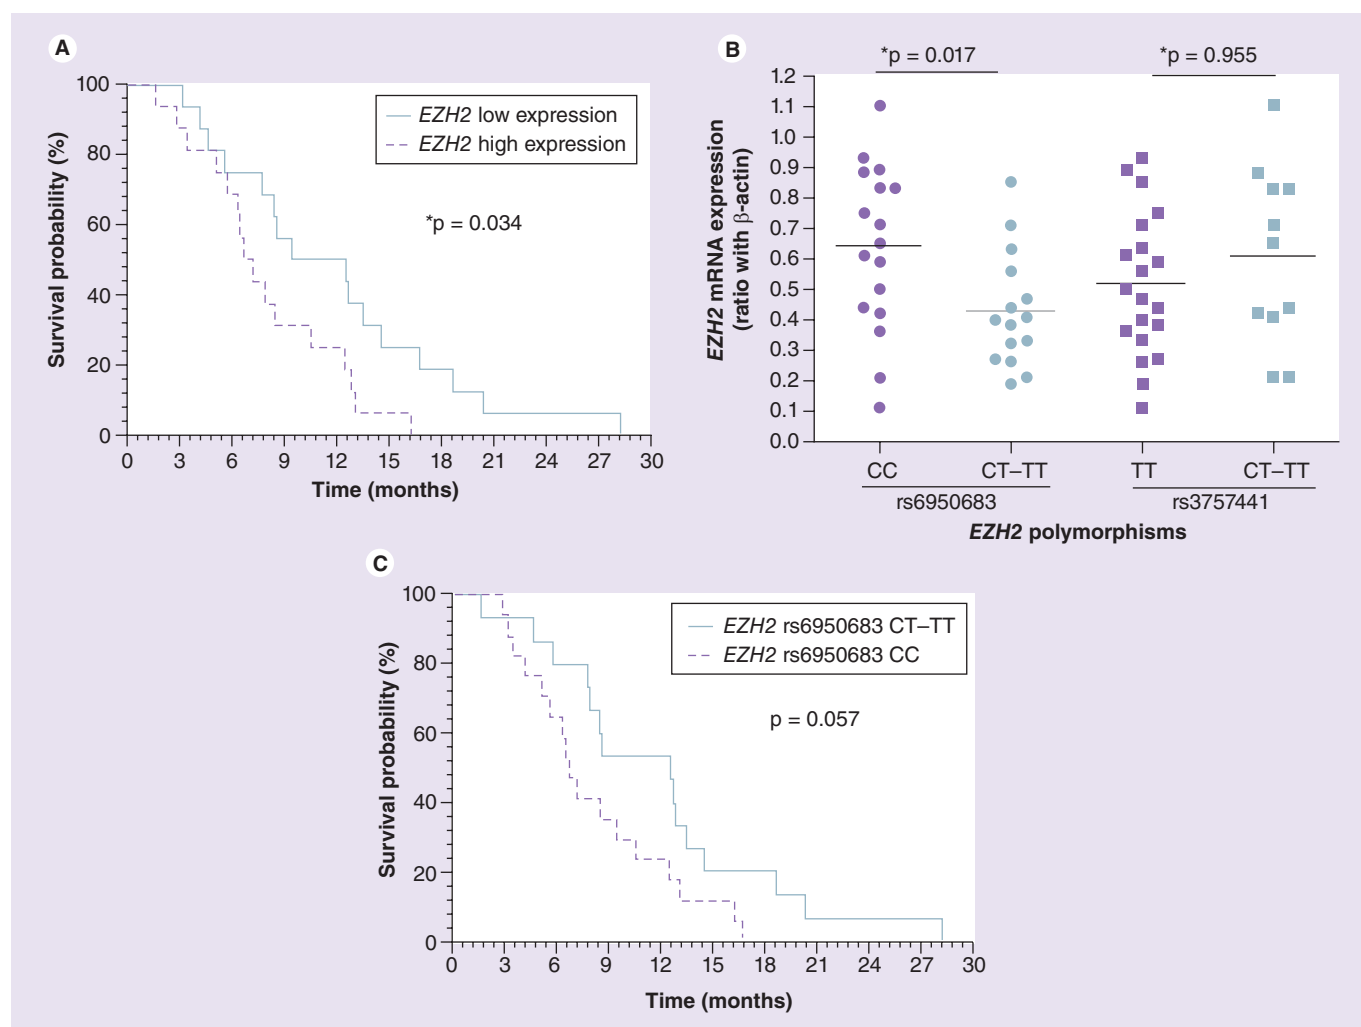 A
100
80
60
40
20
0
Survival probability (%)
EZH2 low expression
EZH2 high expression
*p = 0.034
0 3 6 9 12 15 18 21 24 27 30
Time (months)
B
*p = 0.017 *p = 0.955
1.2
1.1
1.0
0.9
0.8
0.7
0.6
0.5
0.4
0.3
0.2
0.1
0.0
EZH2 mRNA expression
(ratio with β-actin)
CC CT–TT TT CT–TT
rs6950683 rs3757441
EZH2 polymorphisms
C
100
80
60
40
20
0
Survival probability (%)
EZH2 rs6950683 CT–TT
EZH2 rs6950683 CC
p = 0.057
0 3 6 9 12 15 18 21 24 27 30
Time (months)